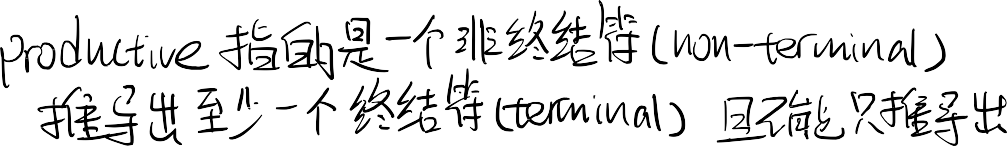 productive 指的是一个非终结符(non-terminal)
推导出至少一个终结符(terminal) 且不能只推导出